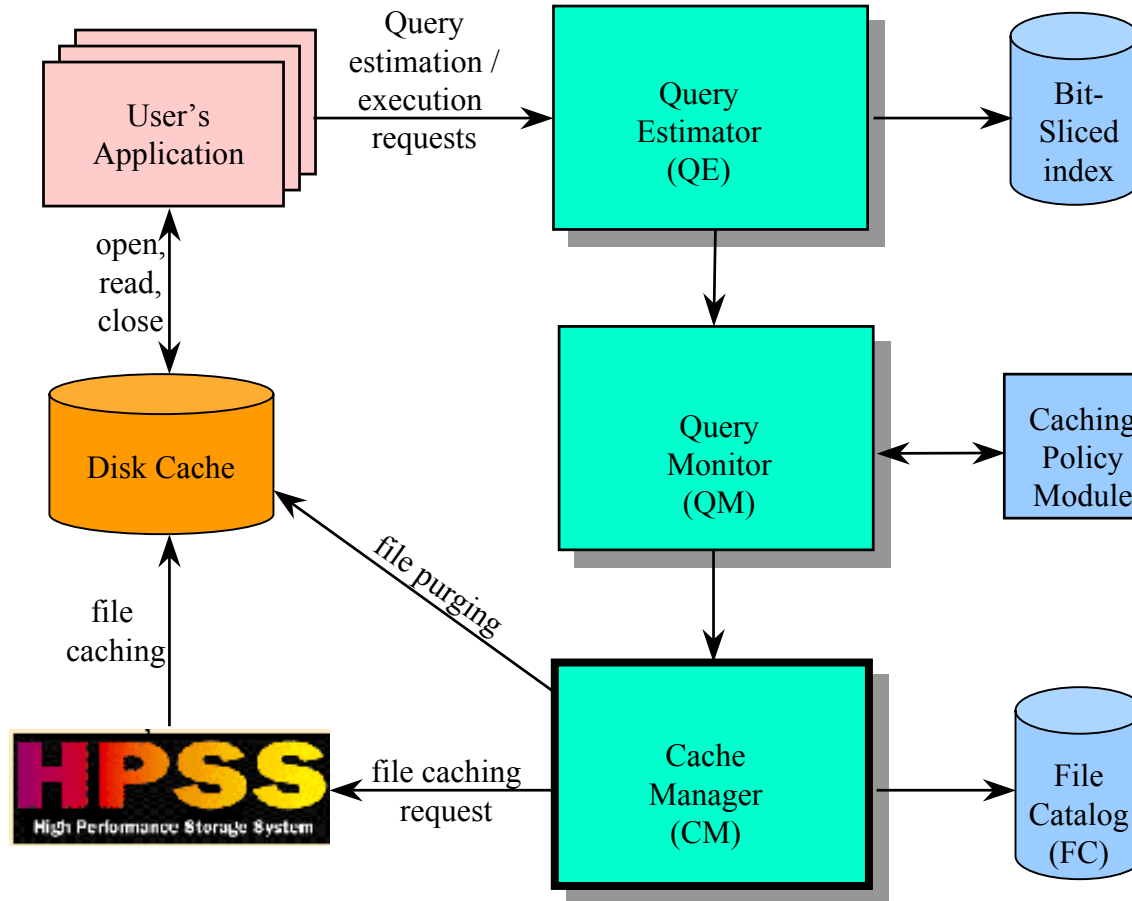 Query
estimation /
execution
requests
User's
Application
Query
Estimator
(QE)
Bit-
Sliced
index
open,
read,
close
Disk Cache
Query
Monitor
(QM)
Caching
Policy
Module
file purging
file
caching
HPSS
High Performance Storage System
file caching
request
Cache
Manager
(CM)
File
Catalog
(FC)